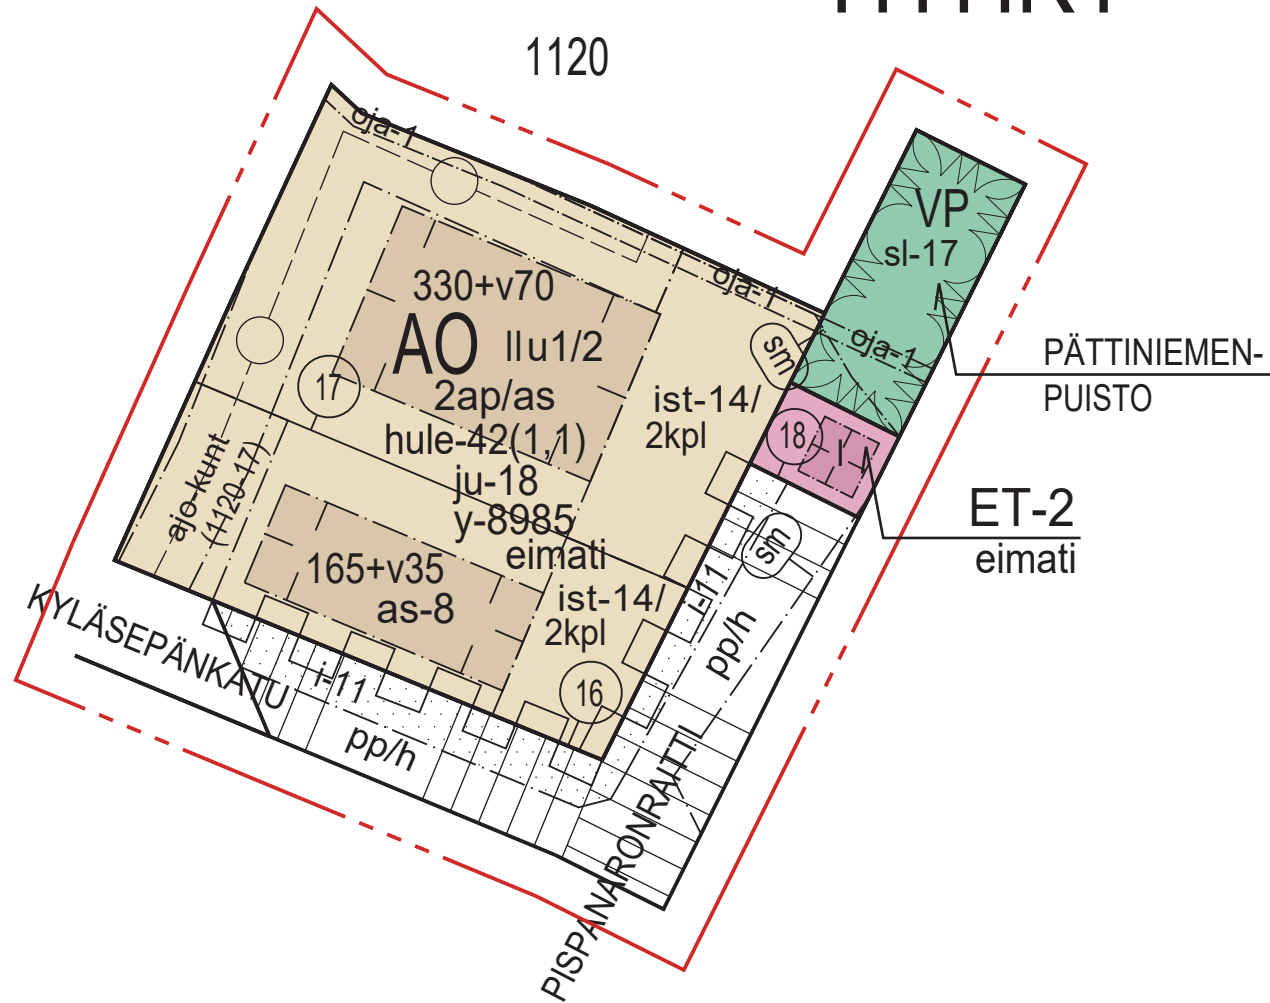 1120
oja-1
VP
sl-17
oja-1
330+v70
AO IIu1/2
oja-1
sm
PÄTTINIEMEN-
PUISTO
17
2ap/as
ist-14/
2kpl
hule-42(1,1)
18
I
ajo-kunt
(1120-17)
ju-18
y-8985
eimati
ET-2
eimati
sm
165+v35
as-8
ist-14/
2kpl
i-11
pp/h
KYLÄSEPÄNKATU
i-11
16
pp/h
PISPANARONRAITTI